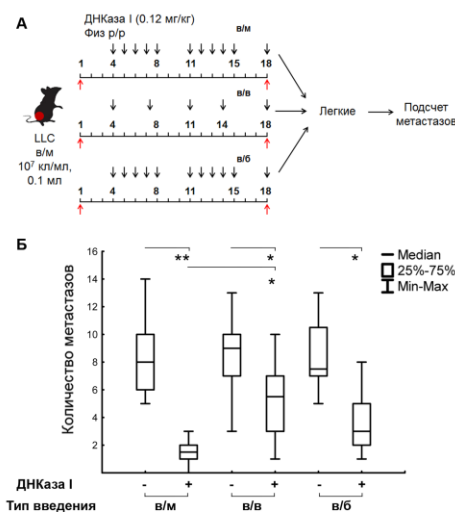 А
ДНКаза I (0.12 мг/кг)
Физ р/р
в/м
1 4 8 11 15 18
в/в
1 4 8 11 14 18
в/б
1 4 8 11 15 18
LLC
в/м
10⁷ кл/мл,
0.1 мл
Легкие
Подсчет
метастазов
Б
Количество метастазов
16
14
12
10
8
6
4
2
** * *
*
Median
25%-75%
Min-Max
ДНКаза I - + - + - +
Тип введения в/м в/в в/б